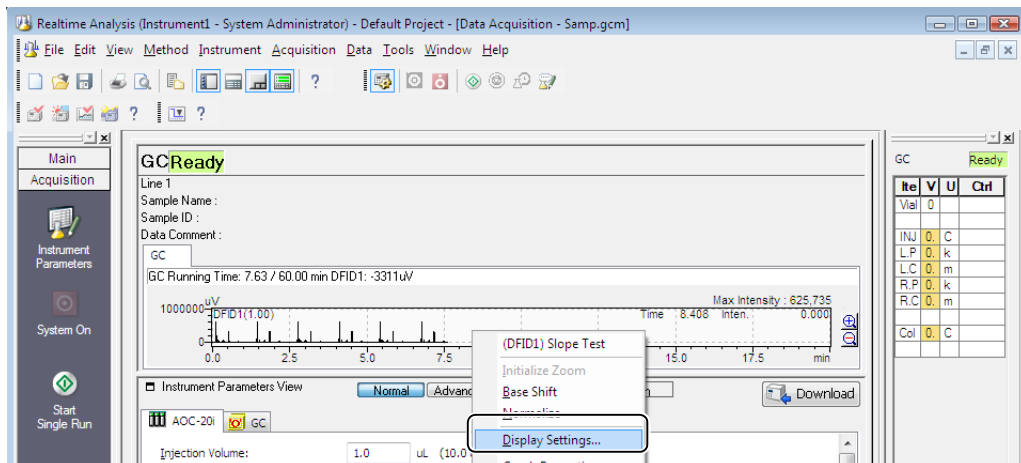 Realtime Analysis (Instrument1 - System Administrator) - Default Project - [Data Acquisition - Samp.gcm]
File Edit View Method Instrument Acquisition Data Tools Window Help
?
?
?
Main
Acquisition
Instrument
Parameters
System On
Start
Single Run
GC Ready
Line 1
Sample Name :
Sample ID :
Data Comment :
GC
GC Running Time: 7.63 / 60.00 min DFID1: -3311uV
uV
1000000
DFID1(1.00)
Max Intensity : 625,735
Time 8.408 Inten. 0.000
0
0.0 2.5 5.0 7.5 15.0 17.5 min
(DFID1) Slope Test
Initialize Zoom
Base Shift
Normalize
Display Settings...
Instrument Parameters View
Normal
Download
AOC-20i
GC
Injection Volume:
1.0
uL (10.0
GC Ready
Ite V U Ctrl
Vial 0
INJ 0. C
L.P 0. k
L.C 0. m
R.P 0. k
R.C 0. m
Col 0. C